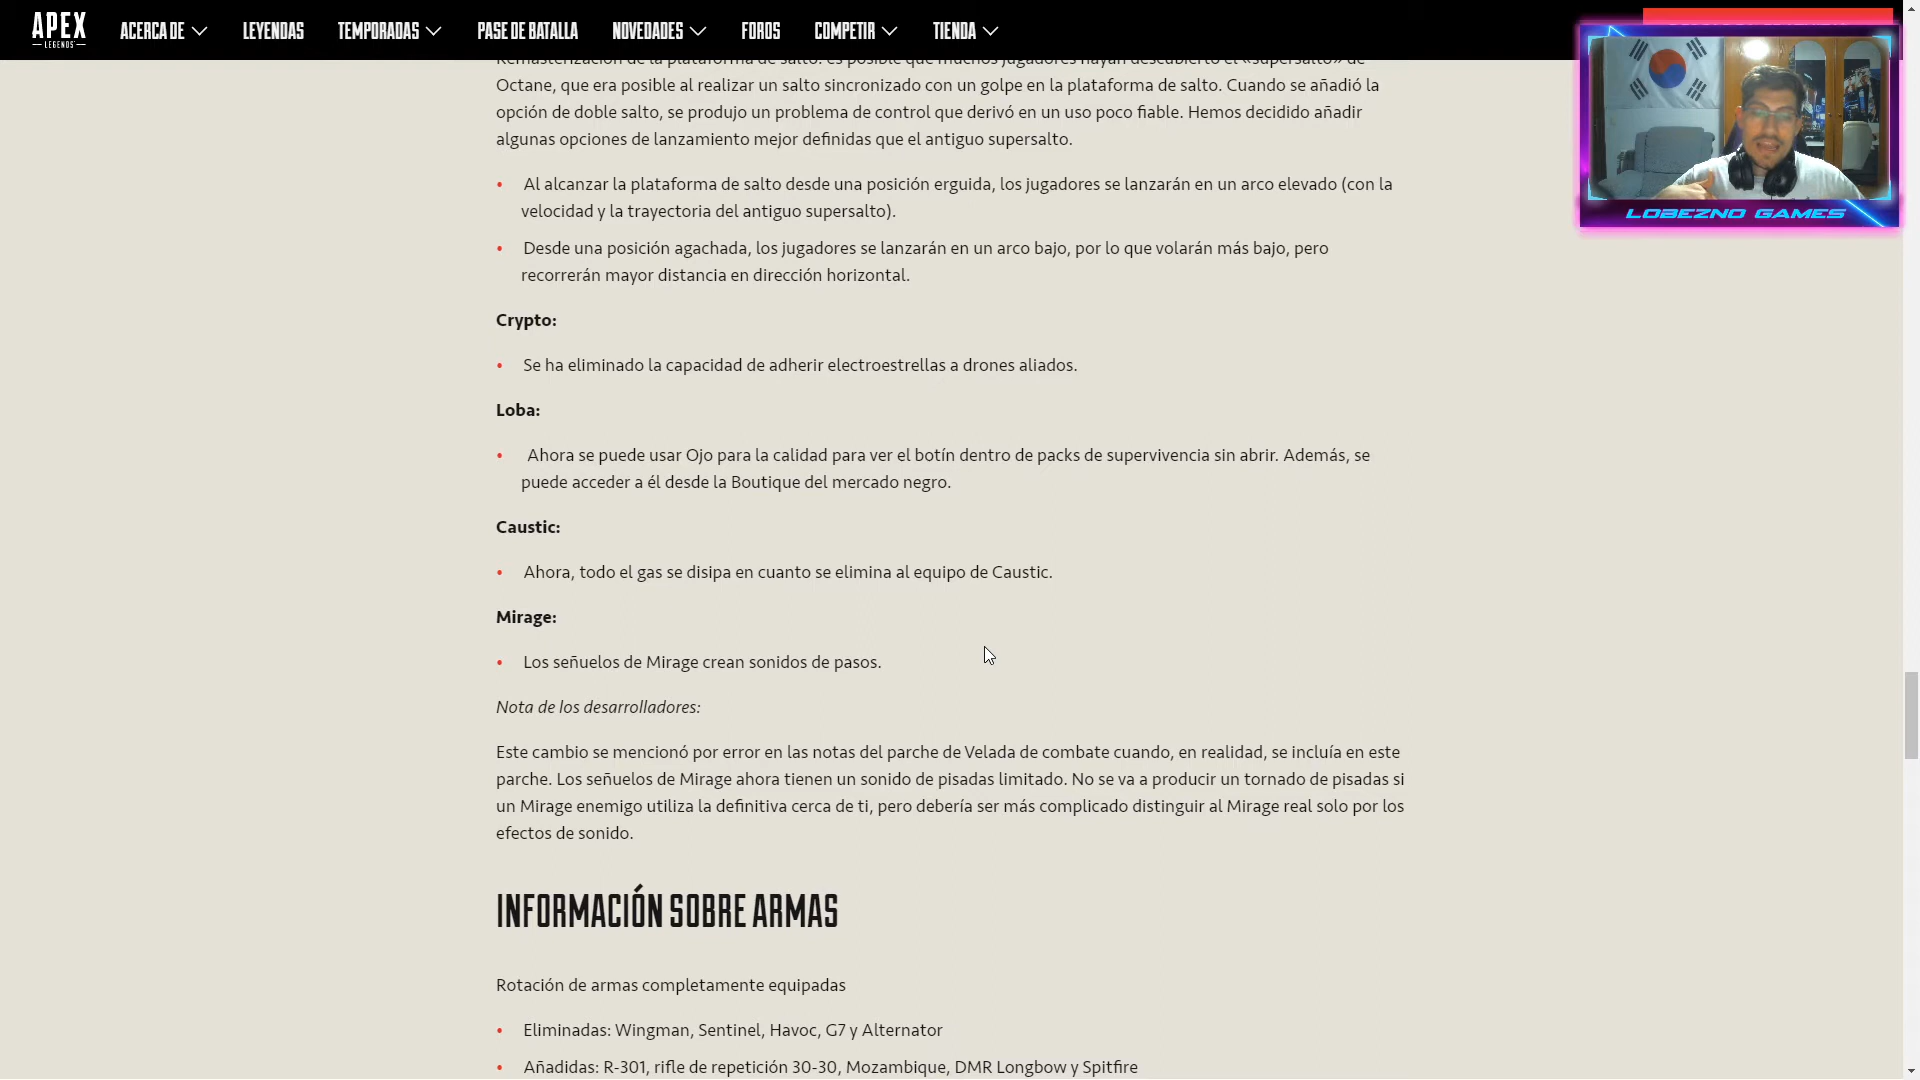 APEX
LEGENDS
ACERCA DE
LEYENDAS
TEMPORADAS
PASE DE BATALLA
NOVEDADES
FOROS
COMPETIR
TIENDA
Remasterización de la plataforma de salto: es posible que muchos jugadores hayan descubierto el «supersalto» de
Octane, que era posible al realizar un salto sincronizado con un golpe en la plataforma de salto. Cuando se añadió la
opción de doble salto, se produjo un problema de control que derivó en un uso poco fiable. Hemos decidido añadir
algunas opciones de lanzamiento mejor definidas que el antiguo supersalto.
• Al alcanzar la plataforma de salto desde una posición erguida, los jugadores se lanzarán en un arco elevado (con la
velocidad y la trayectoria del antiguo supersalto).
• Desde una posición agachada, los jugadores se lanzarán en un arco bajo, por lo que volarán más bajo, pero
recorrerán mayor distancia en dirección horizontal.
Crypto:
• Se ha eliminado la capacidad de adherir electroestrellas a drones aliados.
Loba:
• Ahora se puede usar Ojo para la calidad para ver el botín dentro de packs de supervivencia sin abrir. Además, se
puede acceder a él desde la Boutique del mercado negro.
Caustic:
• Ahora, todo el gas se disipa en cuanto se elimina al equipo de Caustic.
Mirage:
• Los señuelos de Mirage crean sonidos de pasos.
Nota de los desarrolladores:
Este cambio se mencionó por error en las notas del parche de Velada de combate cuando, en realidad, se incluía en este
parche. Los señuelos de Mirage ahora tienen un sonido de pisadas limitado. No se va a producir un tornado de pisadas si
un Mirage enemigo utiliza la definitiva cerca de ti, pero debería ser más complicado distinguir al Mirage real solo por los
efectos de sonido.
INFORMACIÓN SOBRE ARMAS
Rotación de armas completamente equipadas
• Eliminadas: Wingman, Sentinel, Havoc, G7 y Alternator
• Añadidas: R-301, rifle de repetición 30-30, Mozambique, DMR Longbow y Spitfire
LOBEZNO GAMES